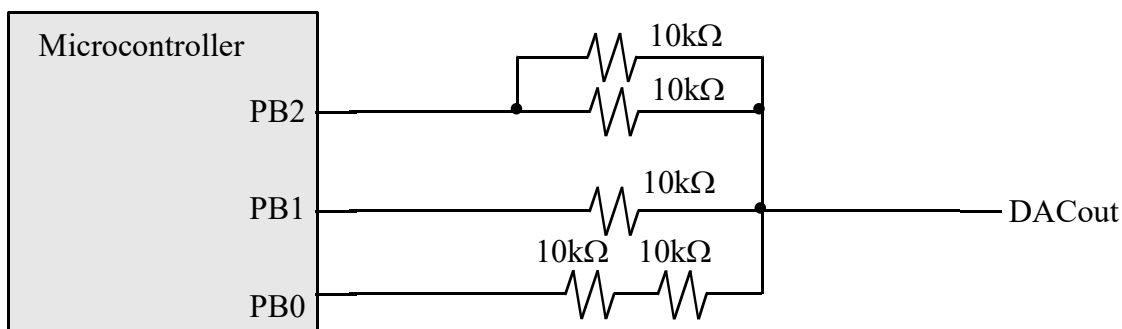 Microcontroller
10kΩ
10kΩ
PB2
10kΩ
PB1
DACout
10kΩ 10kΩ
PB0